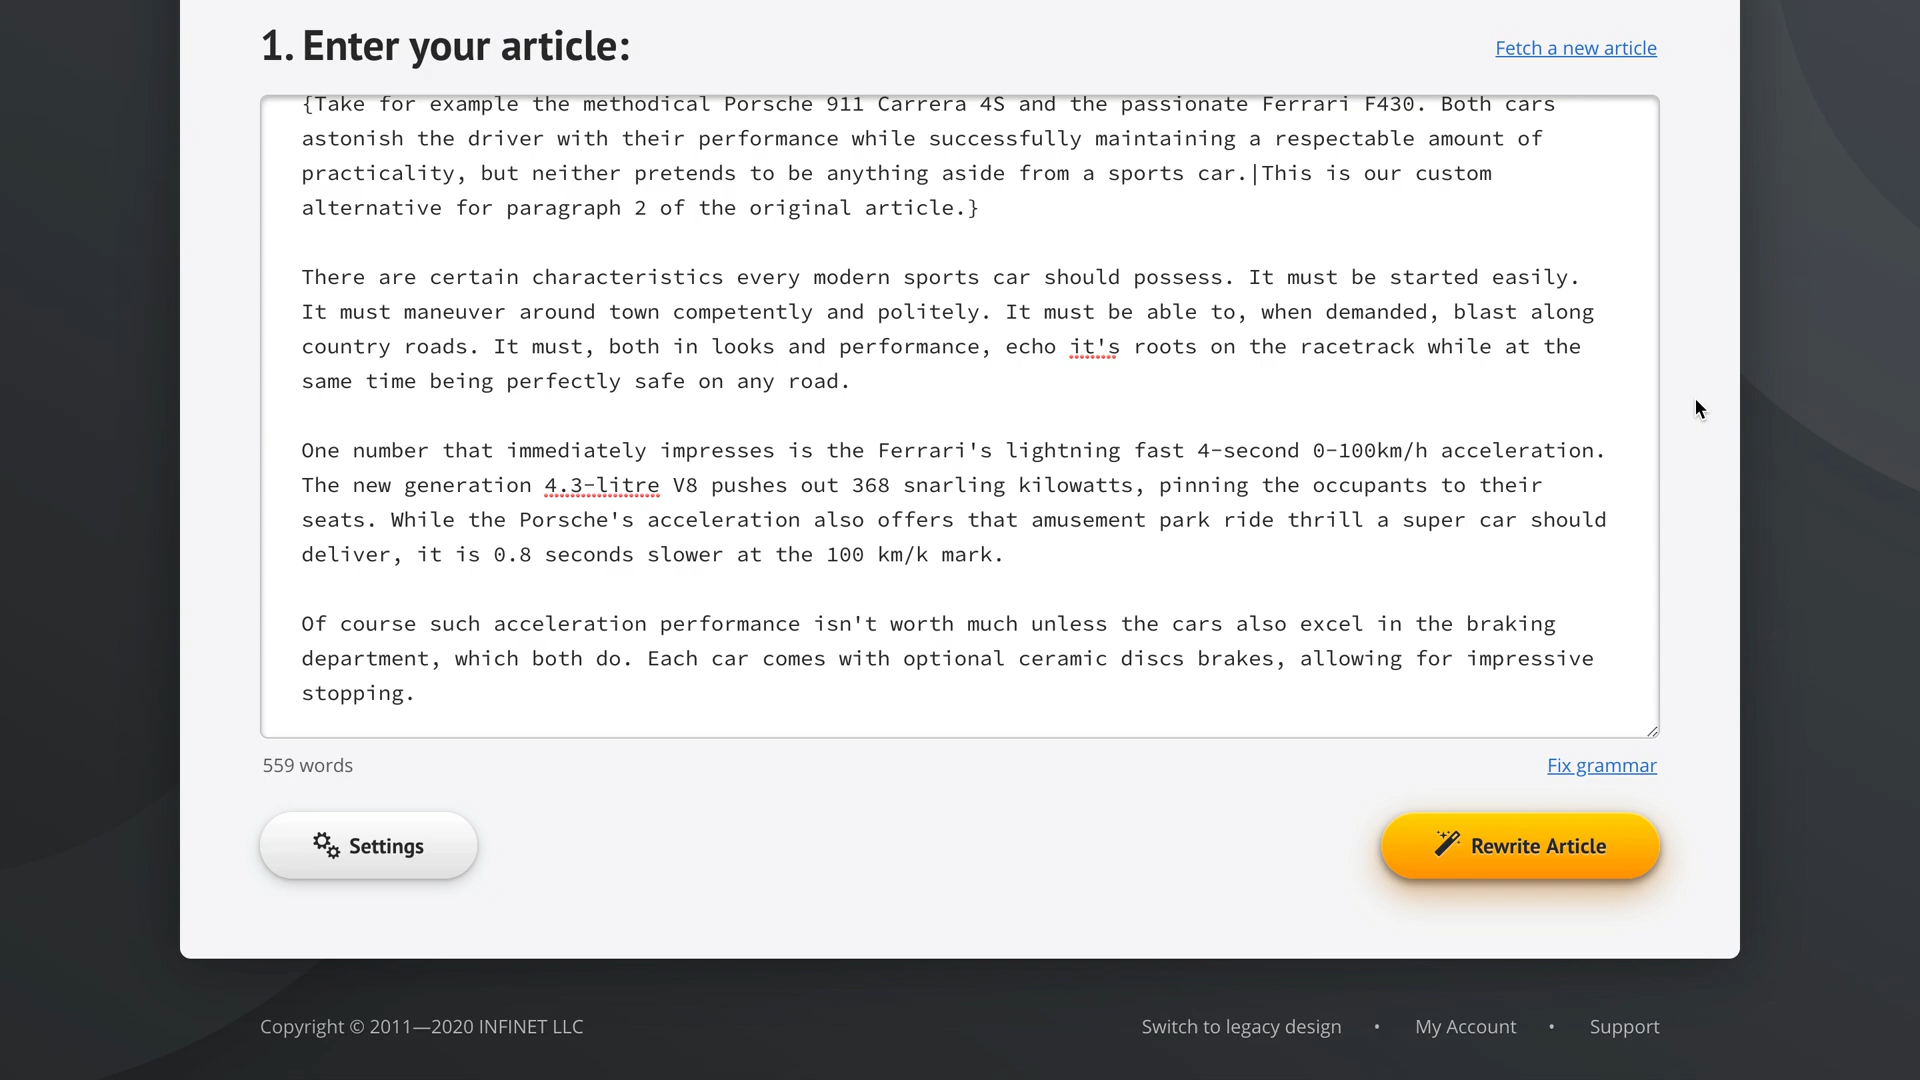 1. Enter your article:
Fetch a new article
{Take for example the methodical Porsche 911 Carrera 4S and the passionate Ferrari F430. Both cars
astonish the driver with their performance while successfully maintaining a respectable amount of
practicality, but neither pretends to be anything aside from a sports car.|This is our custom
alternative for paragraph 2 of the original article.}
There are certain characteristics every modern sports car should possess. It must be started easily.
It must maneuver around town competently and politely. It must be able to, when demanded, blast along
country roads. It must, both in looks and performance, echo it's roots on the racetrack while at the
same time being perfectly safe on any road.
One number that immediately impresses is the Ferrari's lightning fast 4-second 0-100km/h acceleration.
The new generation 4.3-litre V8 pushes out 368 snarling kilowatts, pinning the occupants to their
seats. While the Porsche's acceleration also offers that amusement park ride thrill a super car should
deliver, it is 0.8 seconds slower at the 100 km/k mark.
Of course such acceleration performance isn't worth much unless the cars also excel in the braking
department, which both do. Each car comes with optional ceramic discs brakes, allowing for impressive
stopping.
559 words
Fix grammar
Settings
Rewrite Article
Copyright © 2011—2020 INFINET LLC
Switch to legacy design • My Account • Support